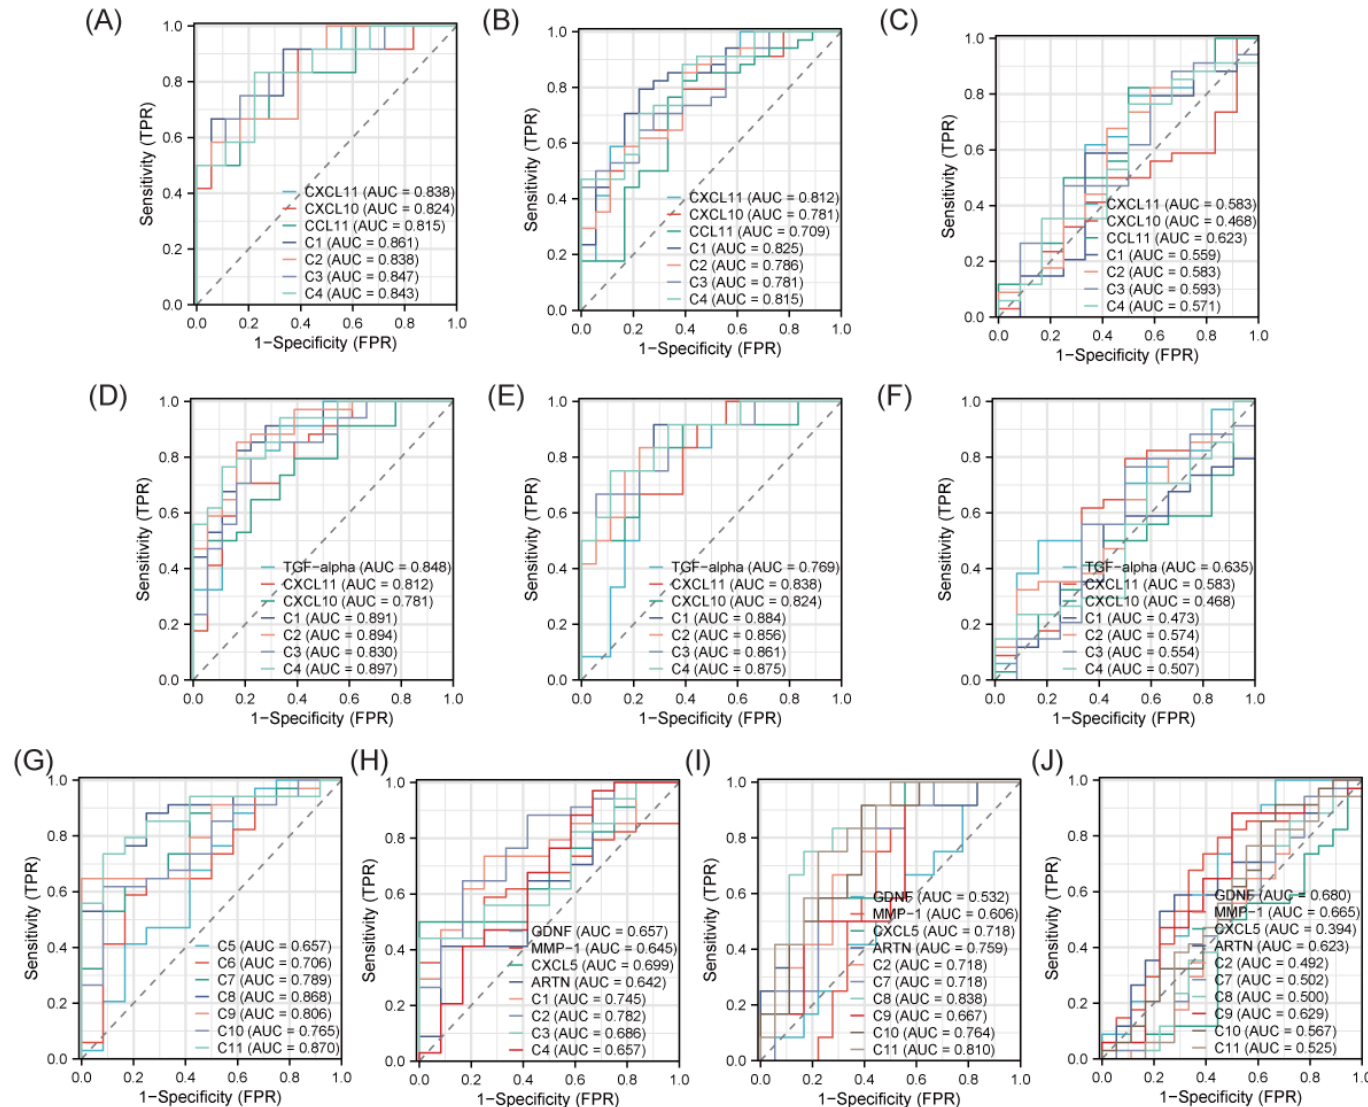 (A)
1.0
0.8
0.6
0.4
0.2
0.0
Sensitivity (TPR)
CXCL11 (AUC = 0.838)
CXCL10 (AUC = 0.824)
CCL11 (AUC = 0.815)
C1 (AUC = 0.861)
C2 (AUC = 0.838)
C3 (AUC = 0.847)
C4 (AUC = 0.843)
0.0 0.2 0.4 0.6 0.8 1.0
1−Specificity (FPR)
(B)
1.0
0.8
0.6
0.4
0.2
0.0
Sensitivity (TPR)
CXCL11 (AUC = 0.812)
CXCL10 (AUC = 0.781)
CCL11 (AUC = 0.709)
C1 (AUC = 0.825)
C2 (AUC = 0.786)
C3 (AUC = 0.781)
C4 (AUC = 0.815)
0.0 0.2 0.4 0.6 0.8 1.0
1−Specificity (FPR)
(C)
1.0
0.8
0.6
0.4
0.2
0.0
Sensitivity (TPR)
CXCL11 (AUC = 0.583)
CXCL10 (AUC = 0.468)
CCL11 (AUC = 0.623)
C1 (AUC = 0.559)
C2 (AUC = 0.583)
C3 (AUC = 0.593)
C4 (AUC = 0.571)
0.0 0.2 0.4 0.6 0.8 1.0
1−Specificity (FPR)
(D)
1.0
0.8
0.6
0.4
0.2
0.0
Sensitivity (TPR)
TGF−alpha (AUC = 0.848)
CXCL11 (AUC = 0.812)
CXCL10 (AUC = 0.781)
C1 (AUC = 0.891)
C2 (AUC = 0.894)
C3 (AUC = 0.830)
C4 (AUC = 0.897)
0.0 0.2 0.4 0.6 0.8 1.0
1−Specificity (FPR)
(E)
1.0
0.8
0.6
0.4
0.2
0.0
Sensitivity (TPR)
TGF−alpha (AUC = 0.769)
CXCL11 (AUC = 0.838)
CXCL10 (AUC = 0.824)
C1 (AUC = 0.884)
C2 (AUC = 0.856)
C3 (AUC = 0.861)
C4 (AUC = 0.875)
0.0 0.2 0.4 0.6 0.8 1.0
1−Specificity (FPR)
(F)
1.0
0.8
0.6
0.4
0.2
0.0
Sensitivity (TPR)
TGF−alpha (AUC = 0.635)
CXCL11 (AUC = 0.583)
CXCL10 (AUC = 0.468)
C1 (AUC = 0.473)
C2 (AUC = 0.574)
C3 (AUC = 0.554)
C4 (AUC = 0.507)
0.0 0.2 0.4 0.6 0.8 1.0
1−Specificity (FPR)
(G)
1.0
0.8
0.6
0.4
0.2
0.0
Sensitivity (TPR)
C5 (AUC = 0.657)
C6 (AUC = 0.706)
C7 (AUC = 0.789)
C8 (AUC = 0.868)
C9 (AUC = 0.806)
C10 (AUC = 0.765)
C11 (AUC = 0.870)
0.0 0.2 0.4 0.6 0.8 1.0
1−Specificity (FPR)
(H)
1.0
0.8
0.6
0.4
0.2
0.0
Sensitivity (TPR)
GDNF (AUC = 0.657)
MMP−1 (AUC = 0.645)
CXCL5 (AUC = 0.699)
ARTN (AUC = 0.642)
C1 (AUC = 0.745)
C2 (AUC = 0.782)
C3 (AUC = 0.686)
C4 (AUC = 0.657)
0.0 0.2 0.4 0.6 0.8 1.0
1−Specificity (FPR)
(I)
1.0
0.8
0.6
0.4
0.2
0.0
Sensitivity (TPR)
GDNF (AUC = 0.532)
MMP−1 (AUC = 0.606)
CXCL5 (AUC = 0.718)
ARTN (AUC = 0.759)
C2 (AUC = 0.718)
C7 (AUC = 0.718)
C8 (AUC = 0.838)
C9 (AUC = 0.667)
C10 (AUC = 0.764)
C11 (AUC = 0.810)
0.0 0.2 0.4 0.6 0.8 1.0
1−Specificity (FPR)
(J)
1.0
0.8
0.6
0.4
0.2
0.0
Sensitivity (TPR)
GDNF (AUC = 0.680)
MMP−1 (AUC = 0.665)
CXCL5 (AUC = 0.394)
ARTN (AUC = 0.623)
C2 (AUC = 0.492)
C7 (AUC = 0.502)
C8 (AUC = 0.500)
C9 (AUC = 0.629)
C10 (AUC = 0.567)
C11 (AUC = 0.525)
0.0 0.2 0.4 0.6 0.8 1.0
1−Specificity (FPR)